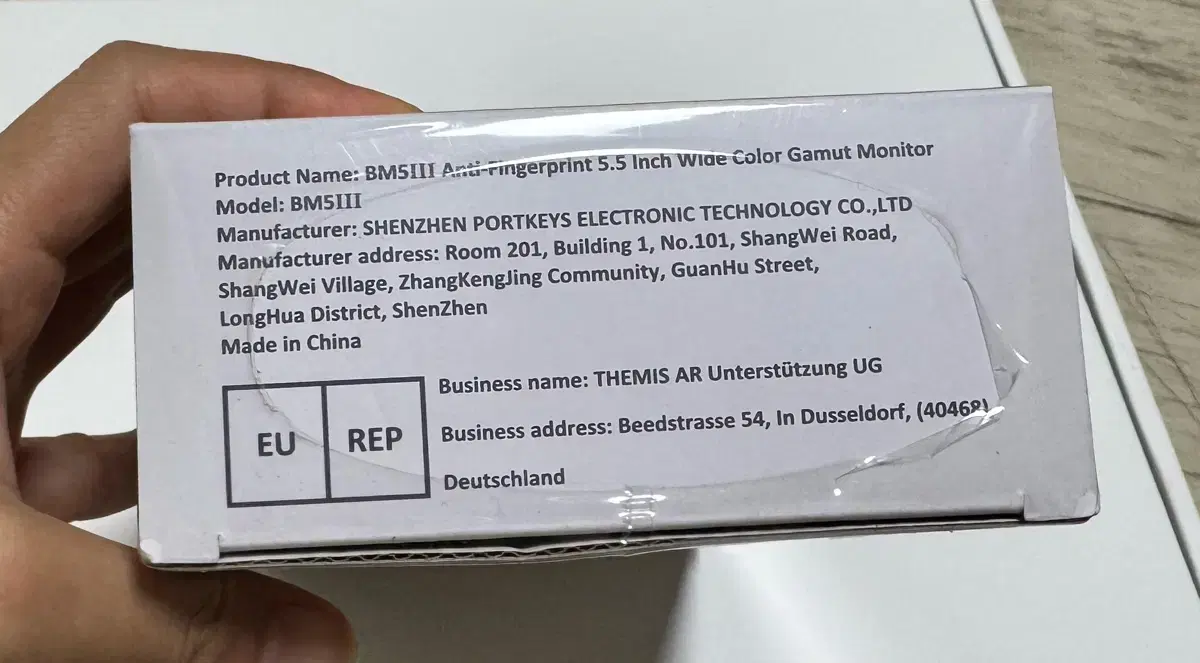 Product Name: BM5III Anti-Fingerprint 5.5 Inch Wide Color Gamut Monitor
Model: BM5III
Manufacturer: SHENZHEN PORTKEYS ELECTRONIC TECHNOLOGY CO.,LTD
Manufacturer address: Room 201, Building 1, No.101, ShangWei Road,
ShangWei Village, ZhangKengJing Community, GuanHu Street,
LongHua District, ShenZhen
Made in China
EU REP
Business name: THEMIS AR Unterstützung UG
Business address: Beedstrasse 54, In Dusseldorf, (40468)
Deutschland